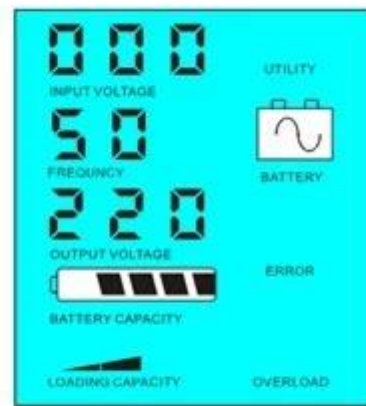 000
UTILITY
INPUT VOLTAGE
50
FREQUNCY
BATTERY
220
OUTPUT VOLTAGE
ERROR
BATTERY CAPACITY
LOADING CAPACITY
OVERLOAD